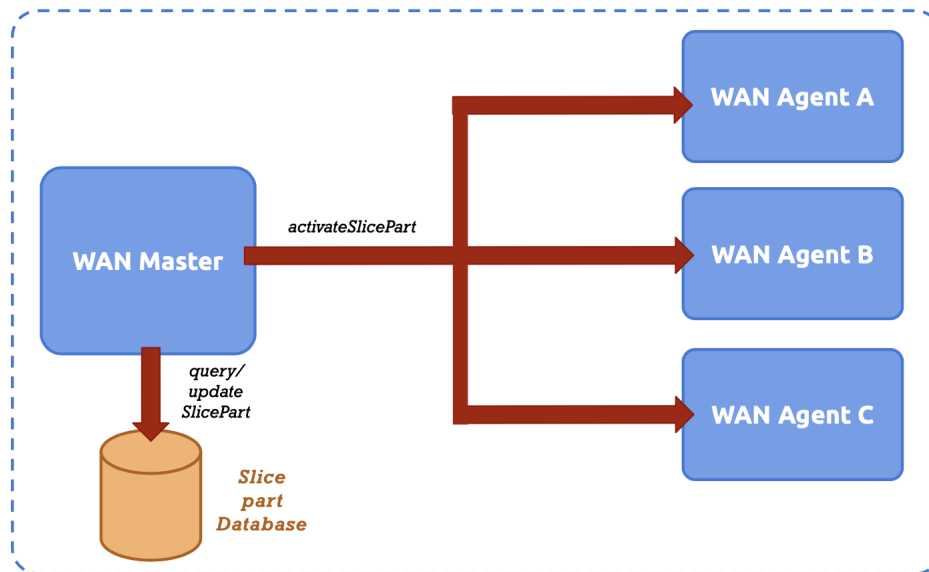 WAN Agent A
activateSlicePart
WAN Master
WAN Agent B
query/
update
SlicePart
WAN Agent C
Slice
part
Database